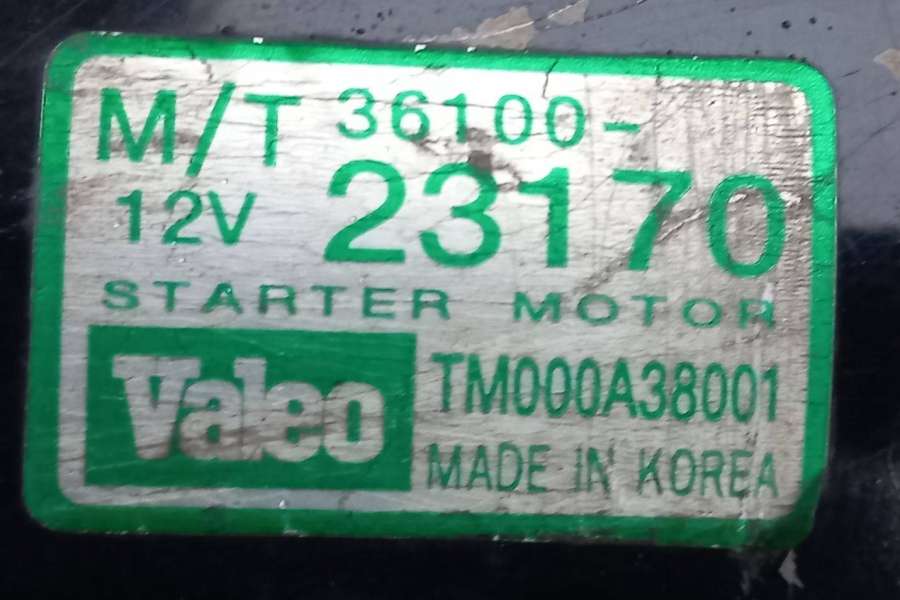 M/T 36100-
12V 23170
STARTER MOTOR
Valeo TM000A38001
MADE IN KOREA